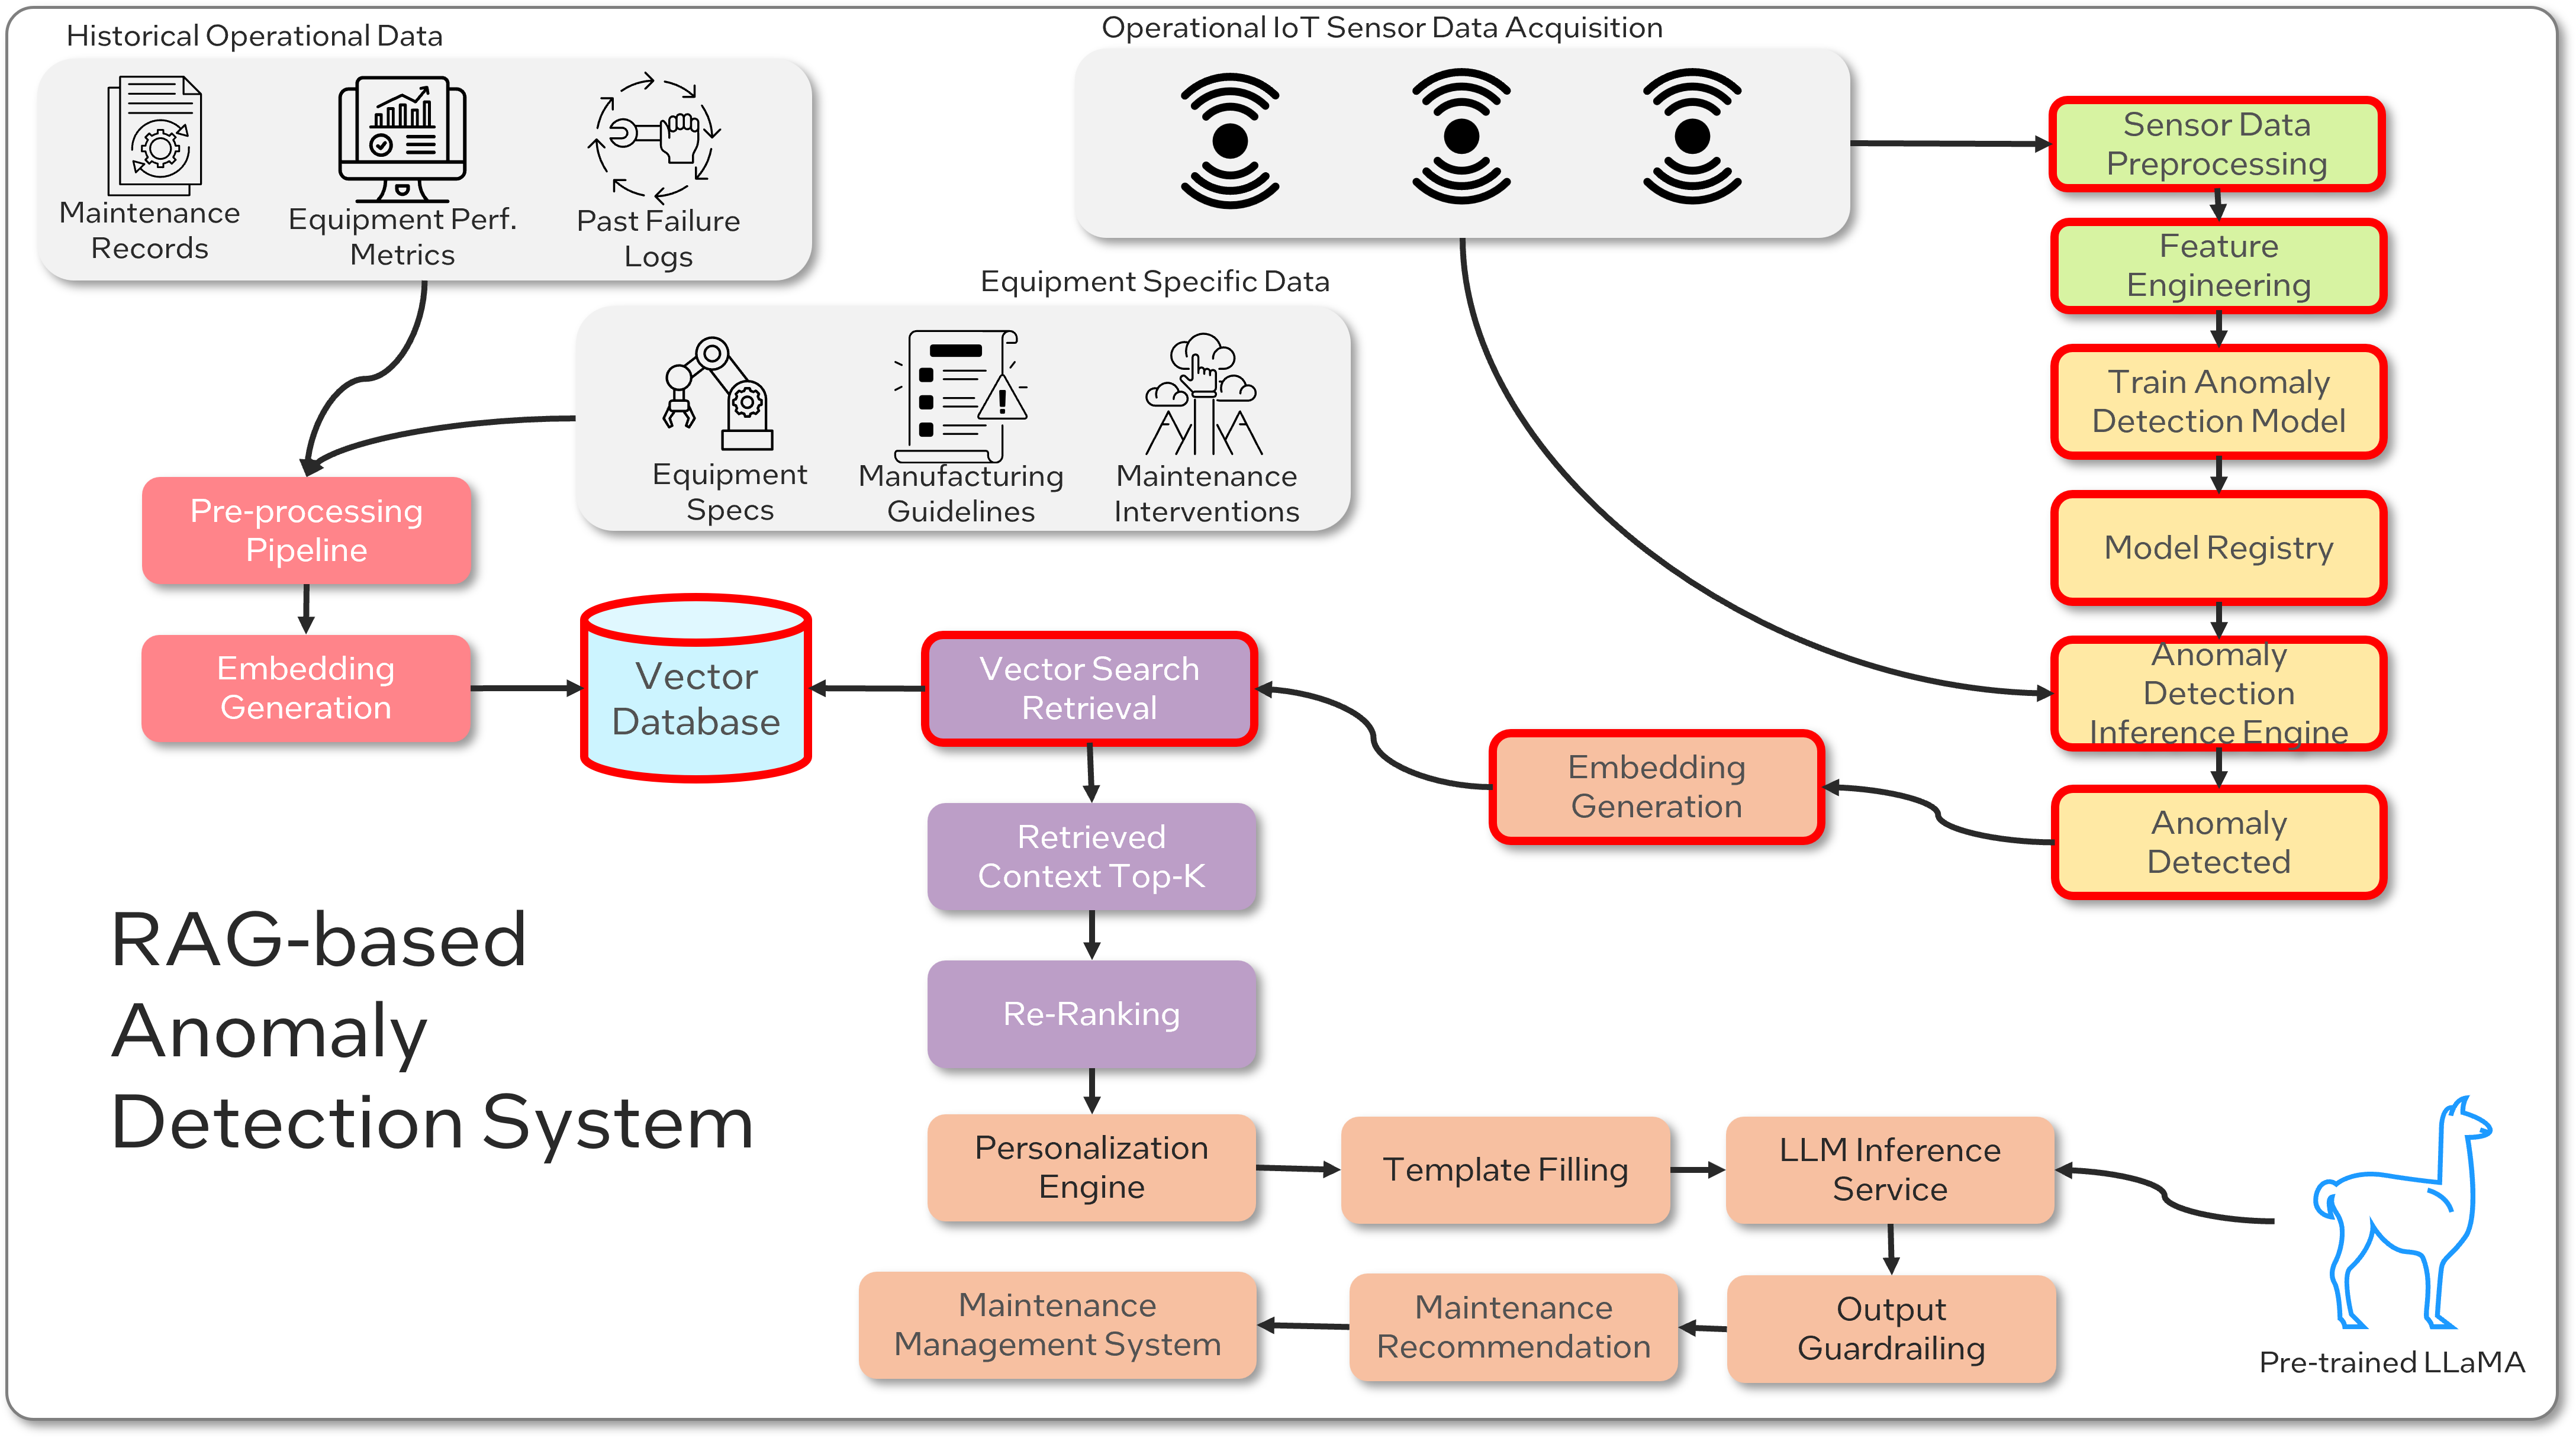 Historical Operational Data
Maintenance
Records
Equipment Perf.
Metrics
Past Failure
Logs
Operational IoT Sensor Data Acquisition
Equipment Specific Data
Equipment
Specs
Manufacturing
Guidelines
Maintenance
Interventions
Sensor Data
Preprocessing
Feature
Engineering
Train Anomaly
Detection Model
Model Registry
Anomaly
Detection
Inference Engine
Anomaly
Detected
Pre-processing
Pipeline
Embedding
Generation
Vector
Database
Vector Search
Retrieval
Embedding
Generation
Retrieved
Context Top-K
Re-Ranking
RAG-based
Anomaly
Detection System
Personalization
Engine
Template Filling
LLM Inference
Service
Maintenance
Management System
Maintenance
Recommendation
Output
Guardrailing
Pre-trained LLaMA